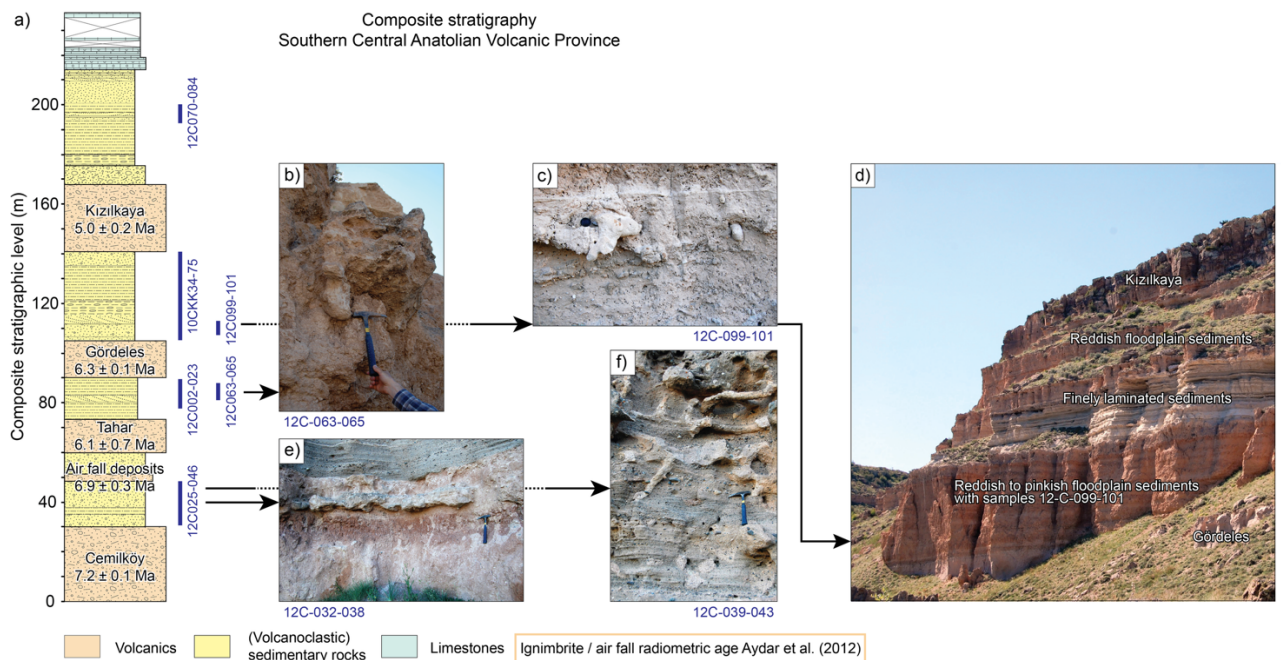 a)
Composite stratigraphy
Southern Central Anatolian Volcanic Province
Composite stratigraphic level (m)
200
160
120
80
40
0
Kızılkaya
5.0 ± 0.2 Ma
Gördeles
6.3 ± 0.1 Ma
Tahar
6.1 ± 0.7 Ma
Air fall deposits
6.9 ± 0.3 Ma
Cemilköy
7.2 ± 0.1 Ma
12C070-084
10CKK34-75
12C099-101
12C002-023
12C063-065
12C025-046
b)
12C-063-065
c)
12C-099-101
d)
Kızılkaya
Reddish floodplain sediments
Finely laminated sediments
Reddish to pinkish floodplain sediments
with samples 12-C-099-101
Gördeles
e)
12C-032-038
f)
12C-039-043
Volcanics
(Volcanoclastic)
sedimentary rocks
Limestones
Ignimbrite / air fall radiometric age Aydar et al. (2012)